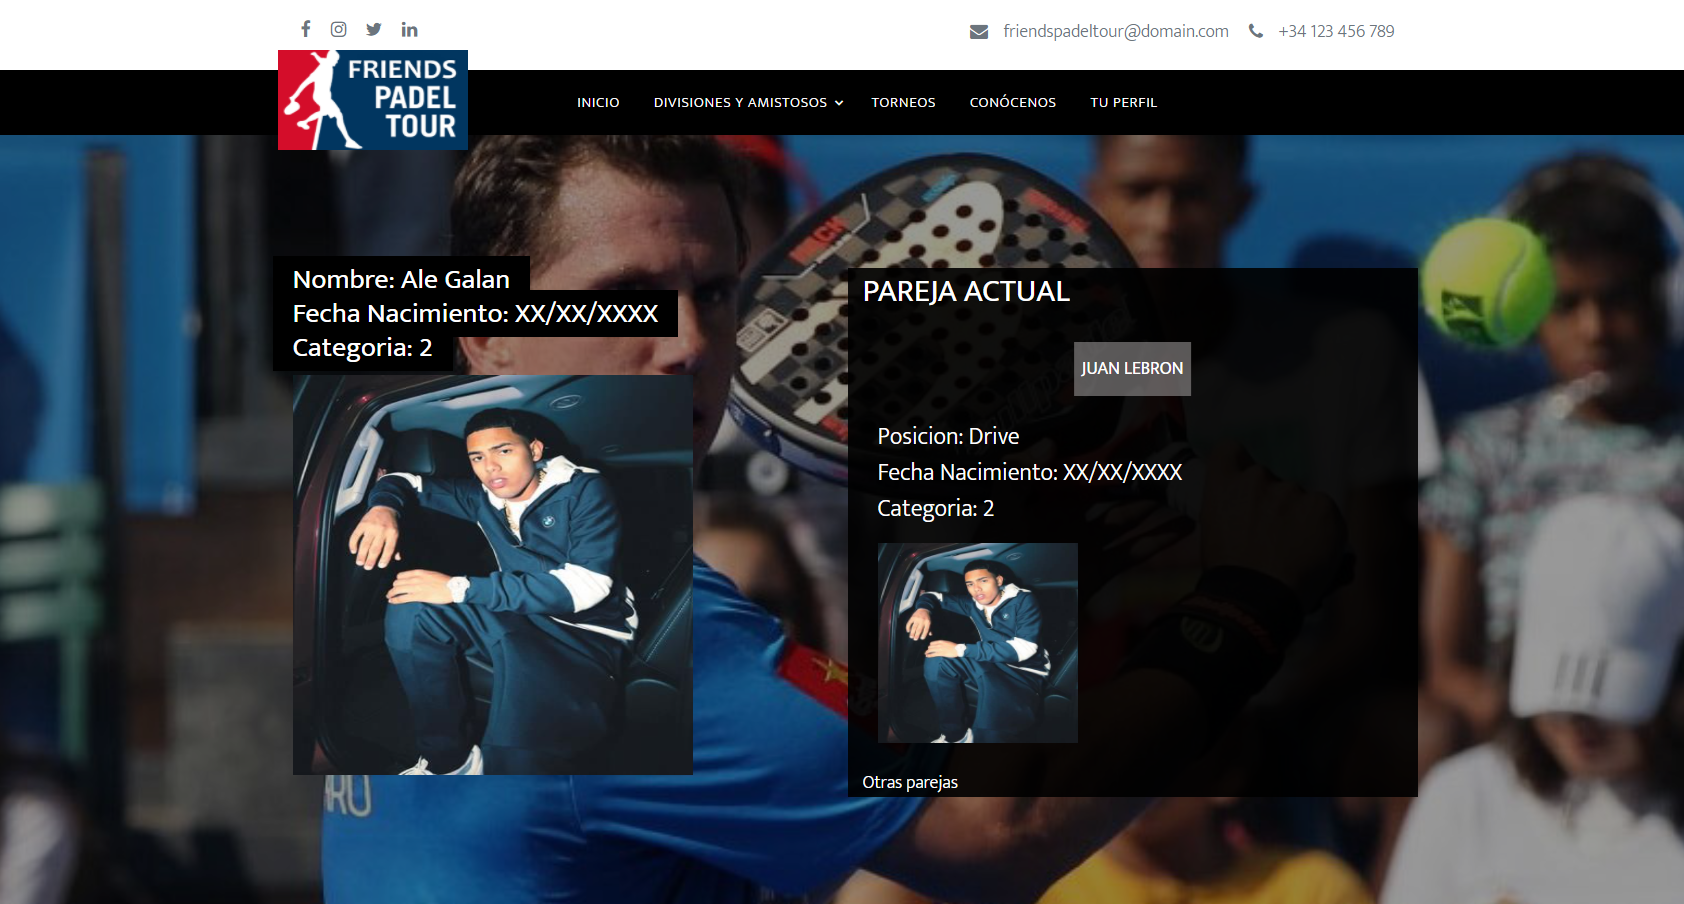 friendspadeltour@domain.com +34 123 456 789
FRIENDS
PADEL
TOUR
INICIO DIVISIONES Y AMISTOSOS TORNEOS CONÓCENOS TU PERFIL
Nombre: Ale Galan
Fecha Nacimiento: XX/XX/XXXX
Categoria: 2
PAREJA ACTUAL
JUAN LEBRON
Posicion: Drive
Fecha Nacimiento: XX/XX/XXXX
Categoria: 2
Otras parejas